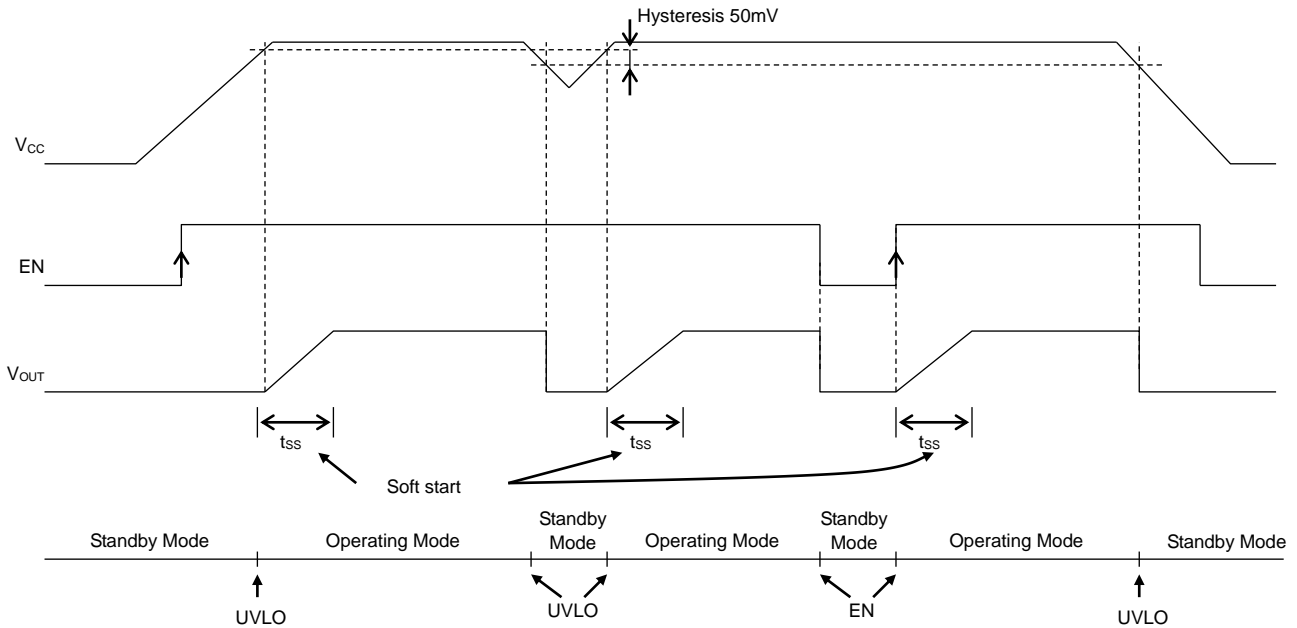 Hysteresis 50mV
VCC
EN
VOUT
tSS
tSS
tSS
Soft start
Standby Mode
Operating Mode
Standby
Mode
Operating Mode
Standby
Mode
Operating Mode
Standby Mode
UVLO
UVLO
EN
UVLO